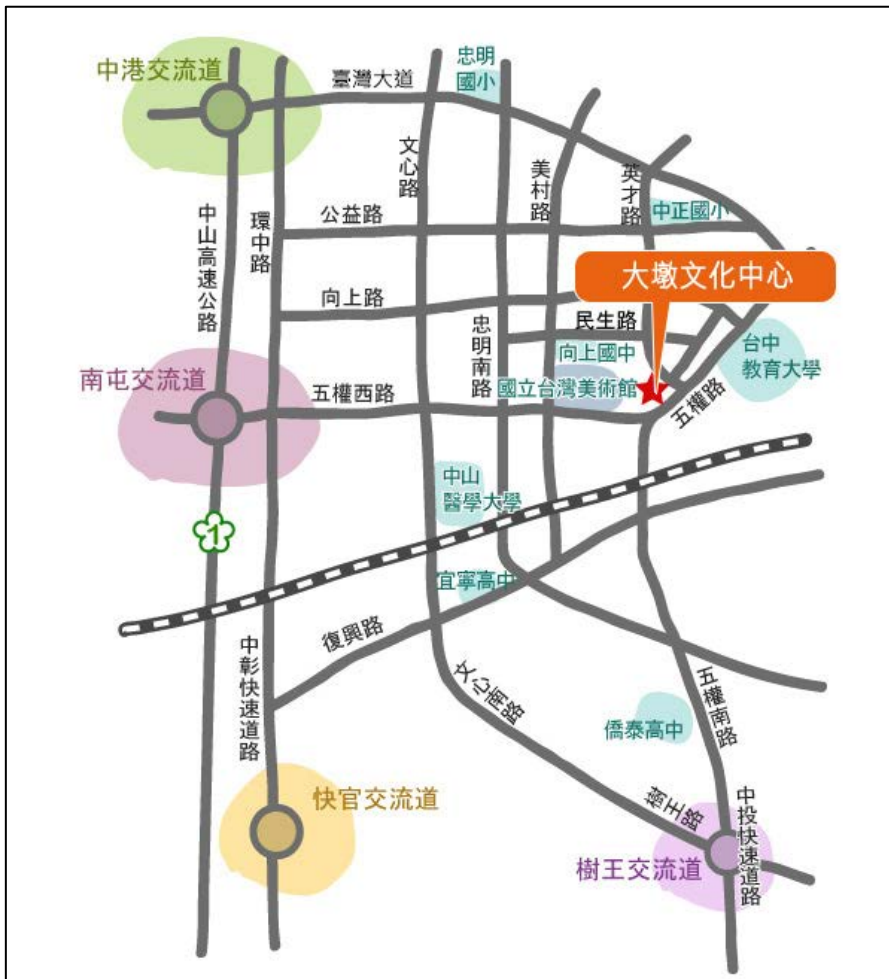 忠明
國小
中港交流道
臺灣大道
文心路
美村路
英才路
中正國小
公益路
中山高速公路
環中路
大墩文化中心
向上路
忠明南路
民生路
向上國中
台中
教育大學
南屯交流道
五權西路
國立台灣美術館
五權路
中山
醫學大學
1
宜寧高中
復興路
中彰快速道路
文心南路
五權南路
僑泰高中
快官交流道
樹王路
中投快速道路
樹王交流道